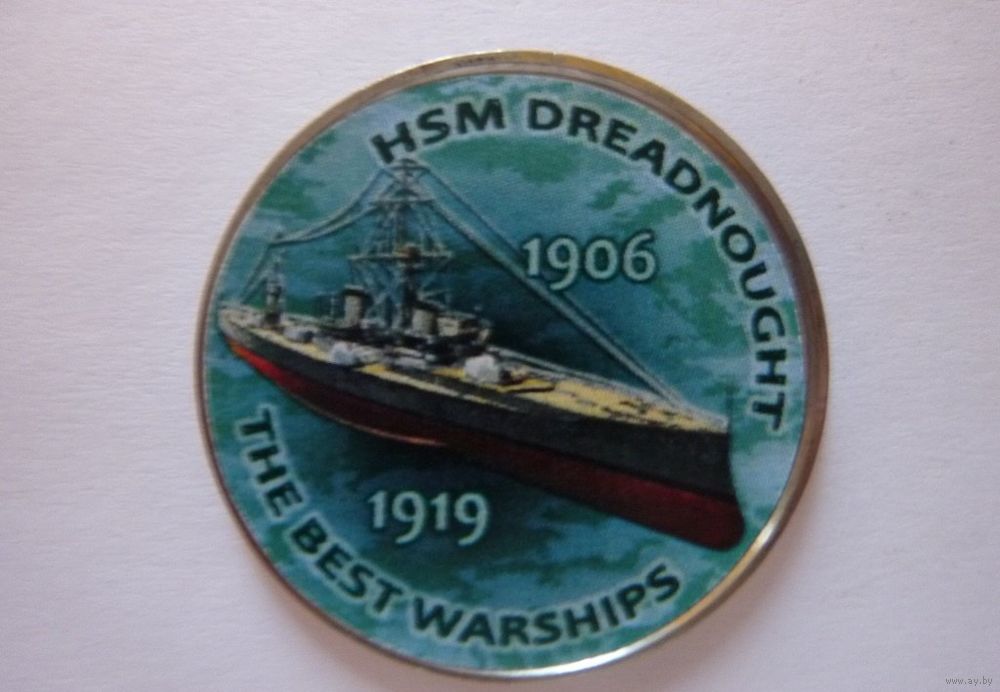 HSM DREADNOUGHT
1906
1919
THE BEST WARSHIPS
www.ay.by